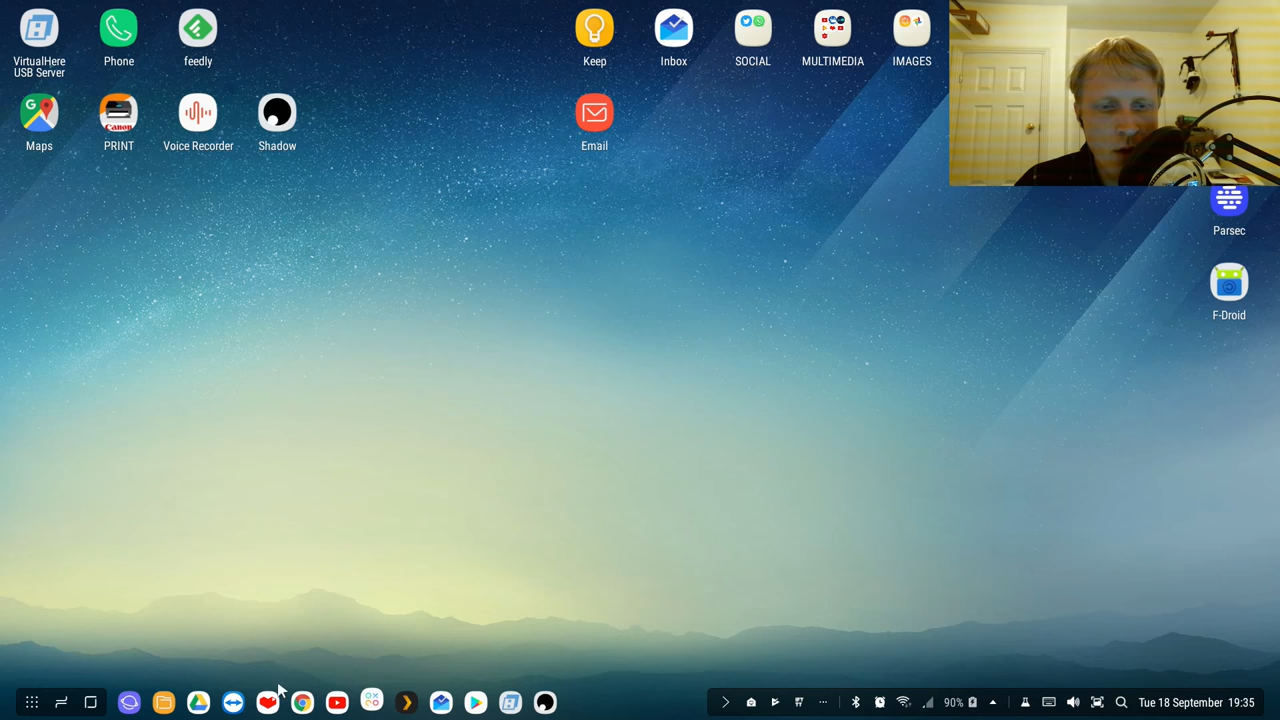 VirtualHere
USB Server
Phone
feedly
Keep
Inbox
SOCIAL
MULTIMEDIA
IMAGES
G
Maps
Canon
PRINT
Voice Recorder
Shadow
Email
Parsec
F-Droid
90%
Tue 18 September 19:35